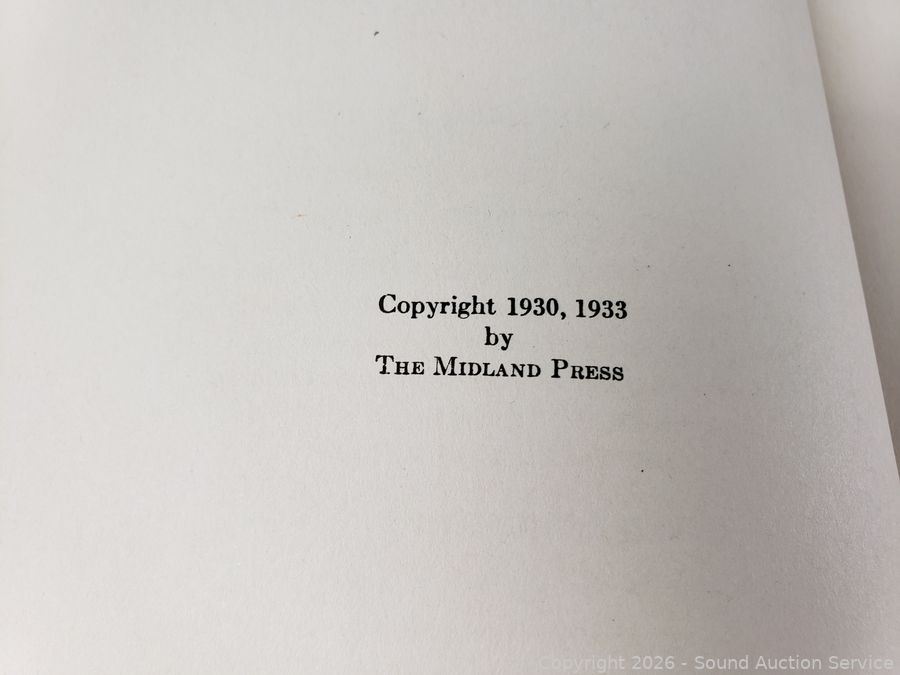 Copyright 1930, 1933
by
The Midland Press
Copyright 2026 - Sound Auction Service